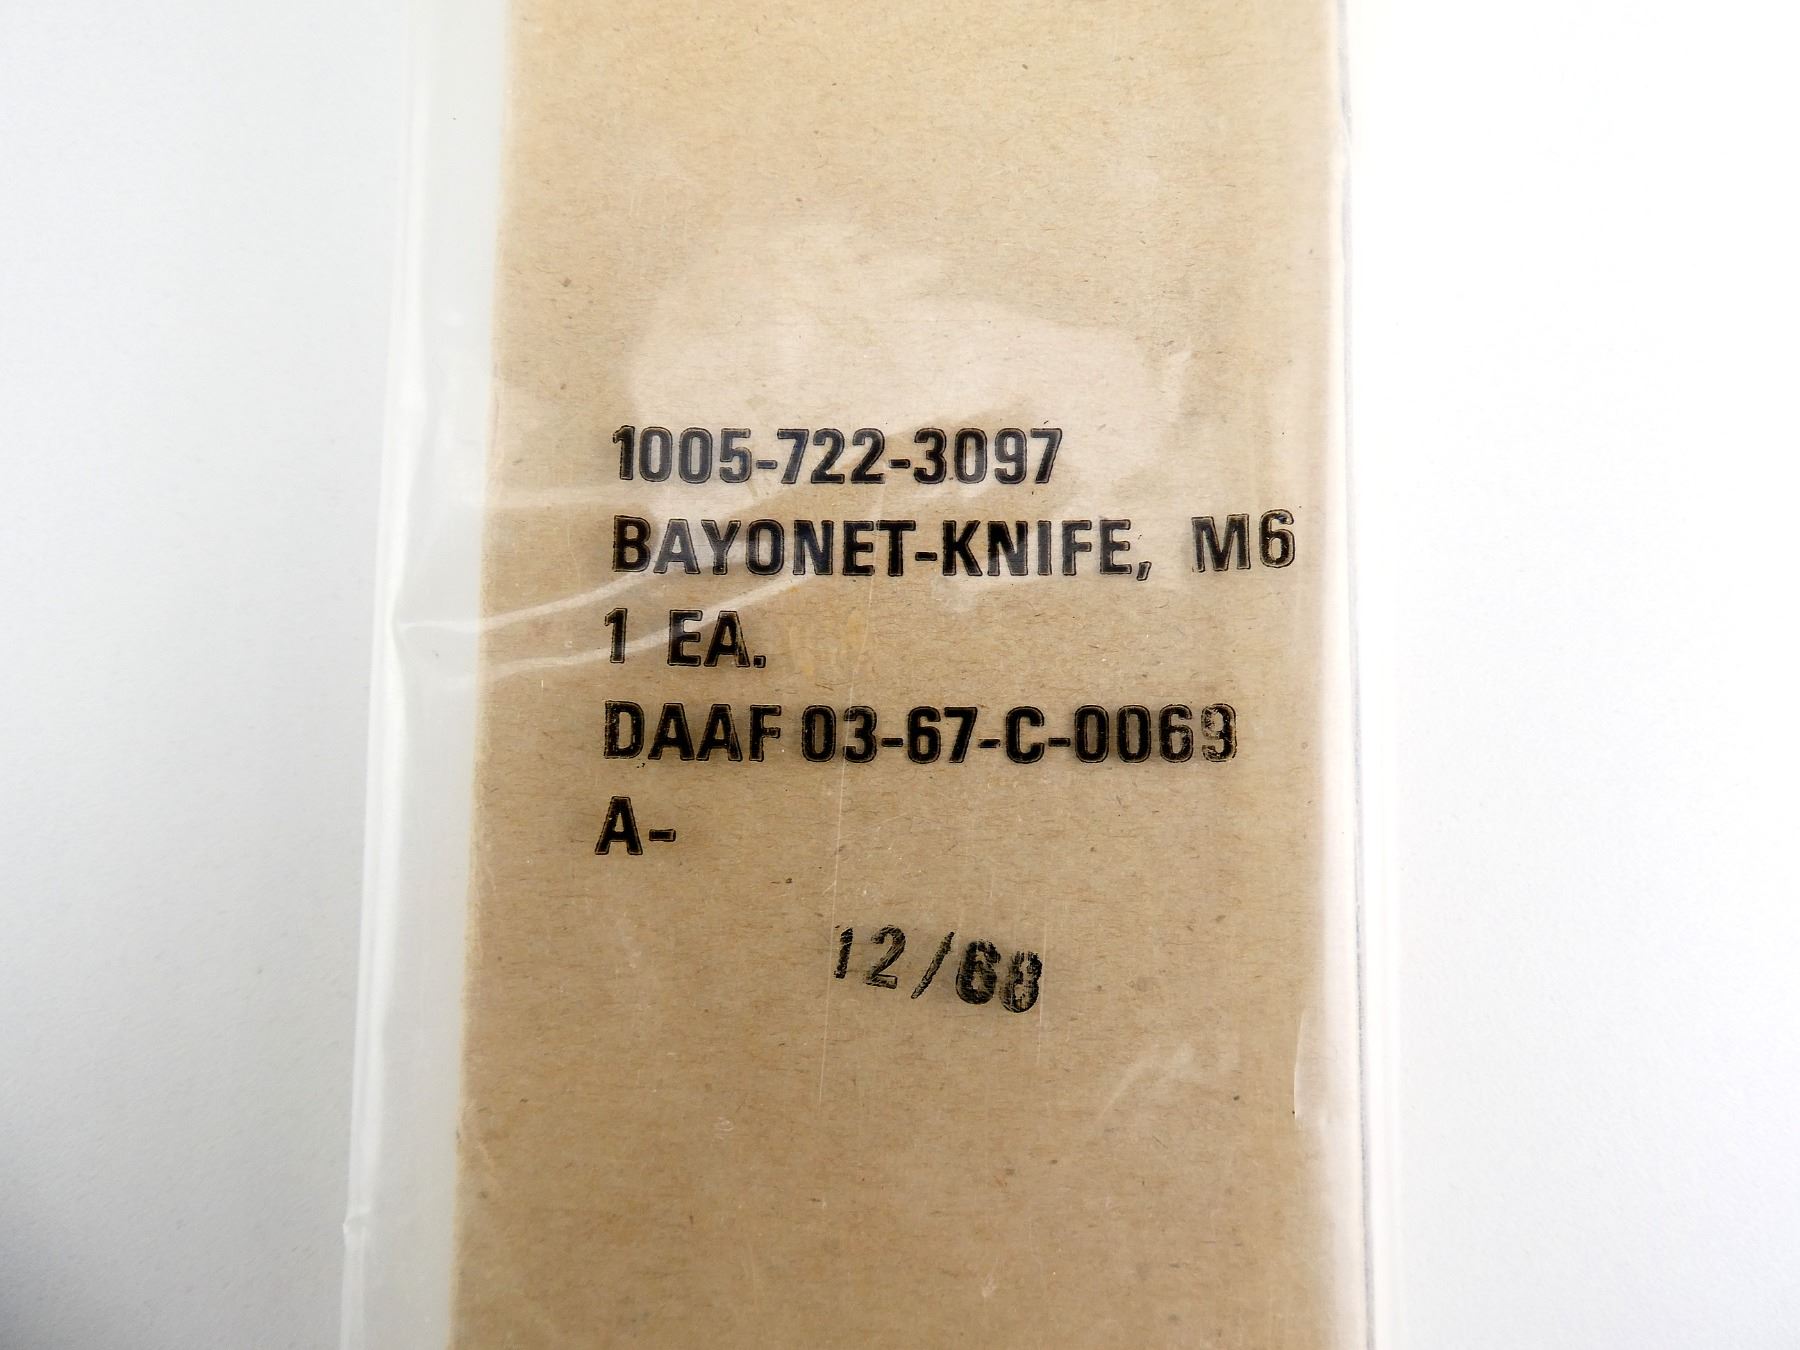 1005-722-3097
BAYONET-KNIFE, M6
1 EA.
DAAF 03-67-C-0069
A-
12/68